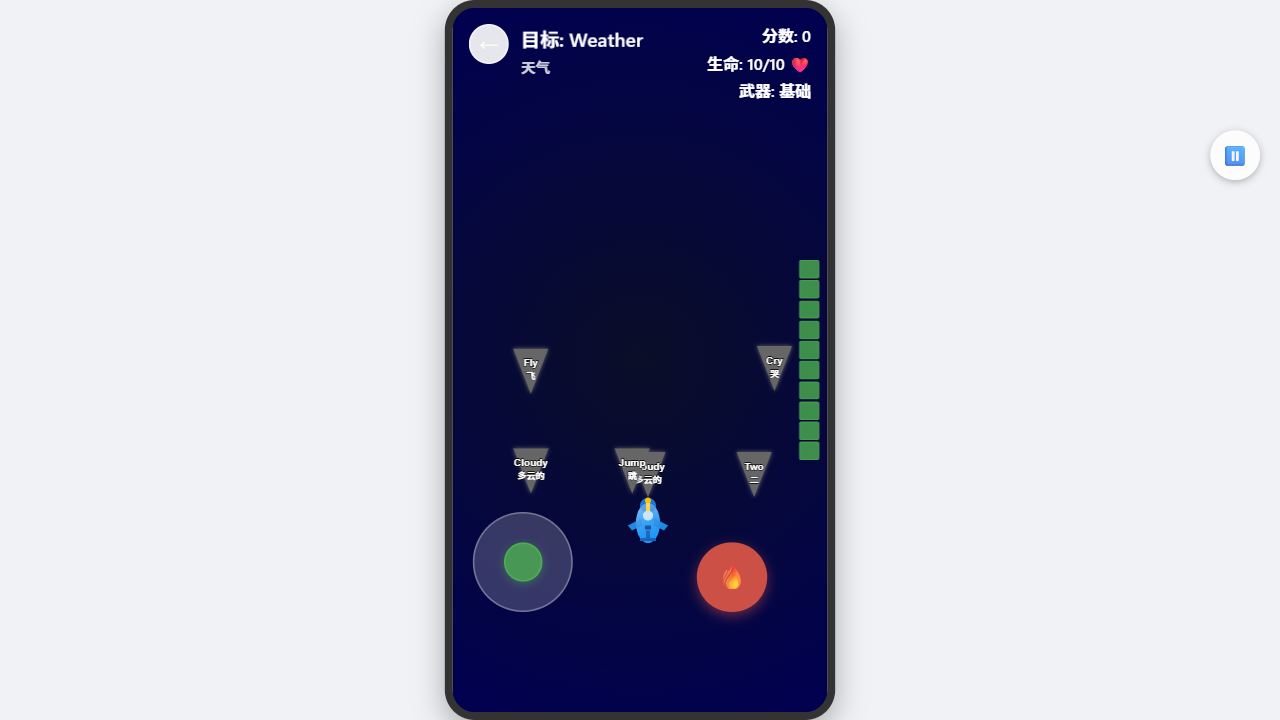 ←
目标: Weather
天气
分数: 0
生命: 10/10 ❤️
武器: 基础
Fly
飞
Cry
哭
Cloudy
多云的
Jump
跳
oudy
多云的
Two
二